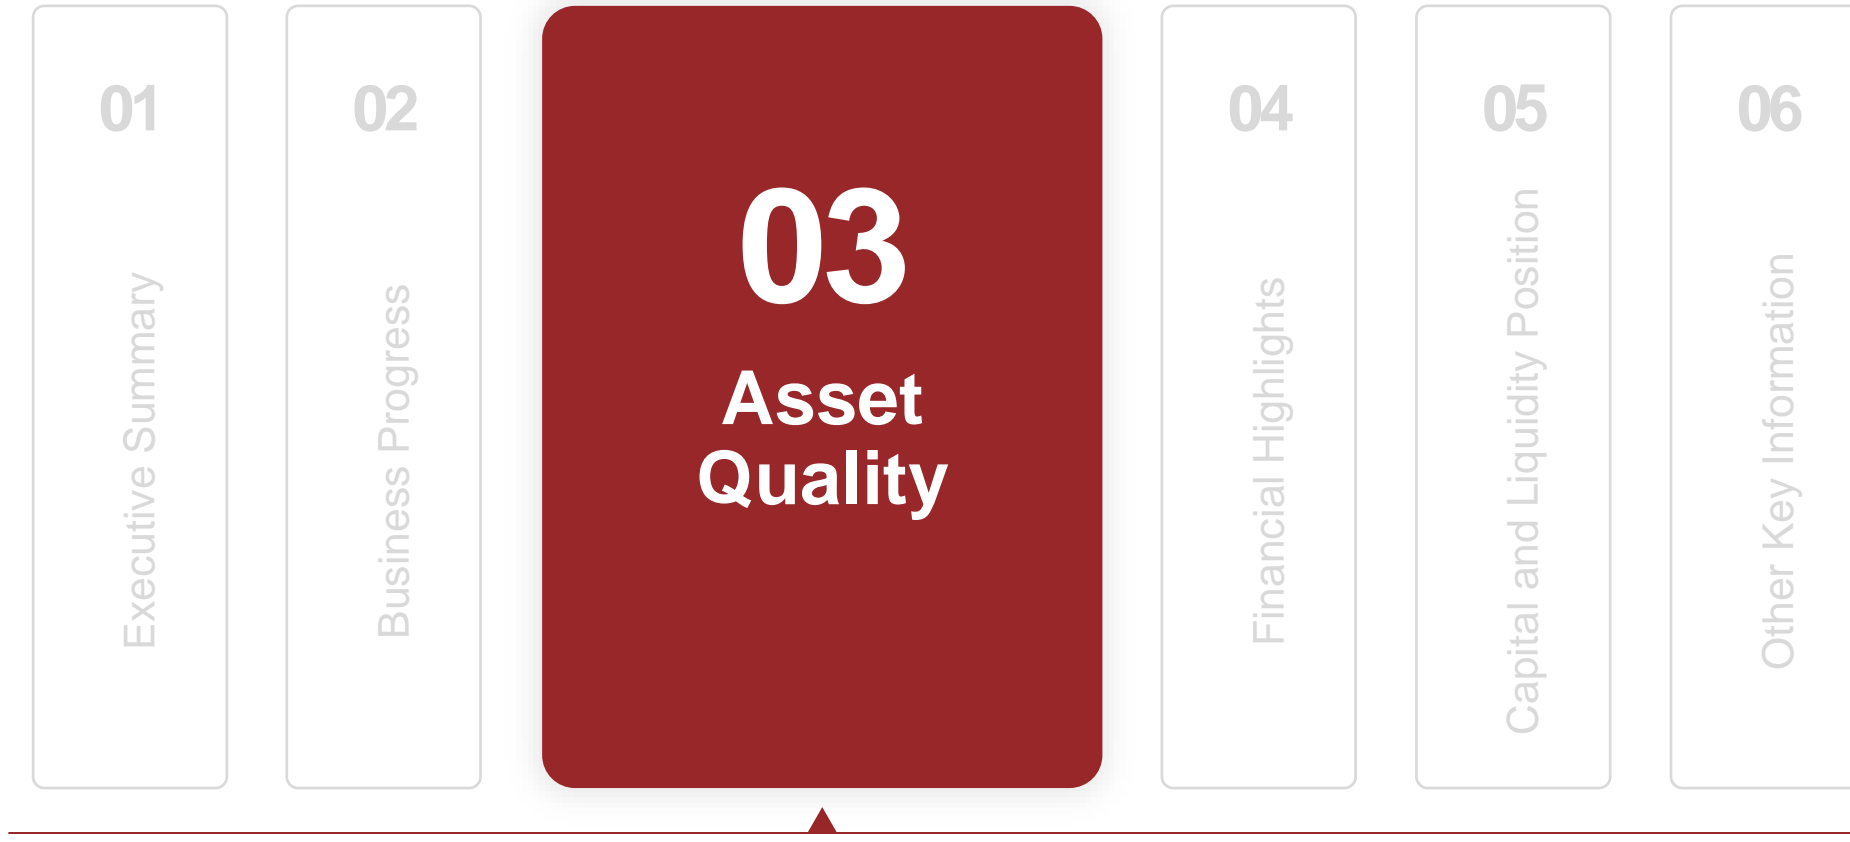 01
Executive Summary
02
Business Progress
03
Asset
Quality
04
Financial Highlights
05
Capital and Liquidity Position
06
Other Key Information